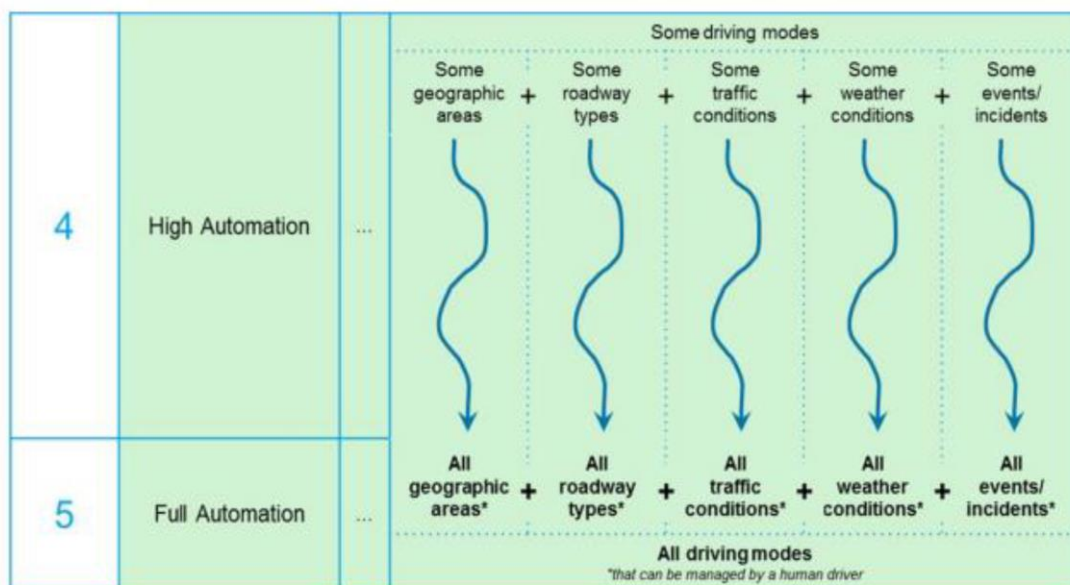 Some driving modes
Some geographic areas + Some roadway types + Some traffic conditions + Some weather conditions + Some events/ incidents
4 High Automation ...
All geographic areas* + All roadway types* + All traffic conditions* + All weather conditions* + All events/ incidents*
5 Full Automation ...
All driving modes
*that can be managed by a human driver